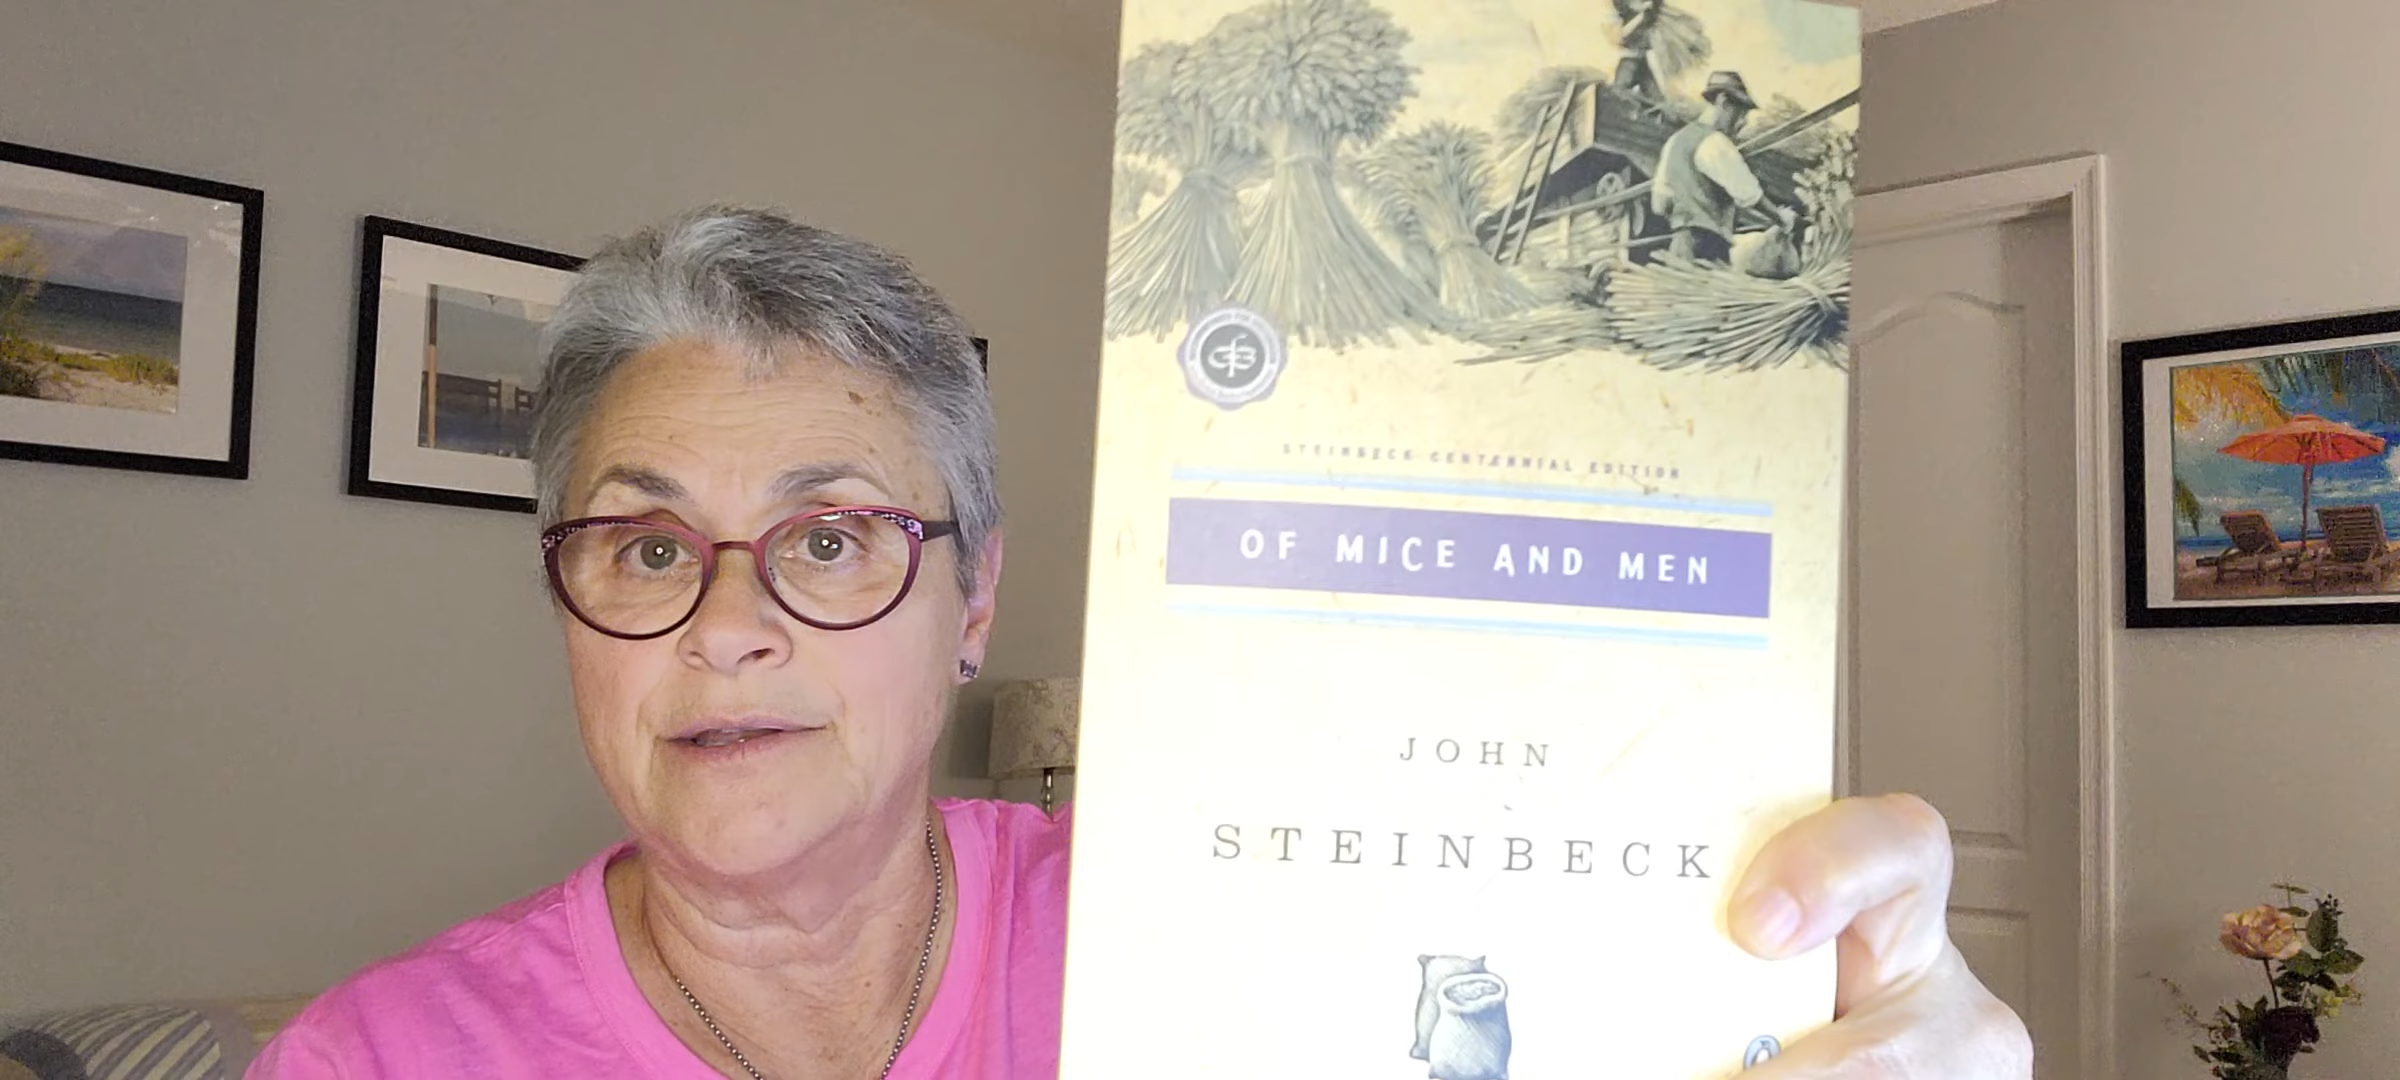 STEINBECK CENTENNIAL EDITION
OF MICE AND MEN
JOHN
STEINBECK